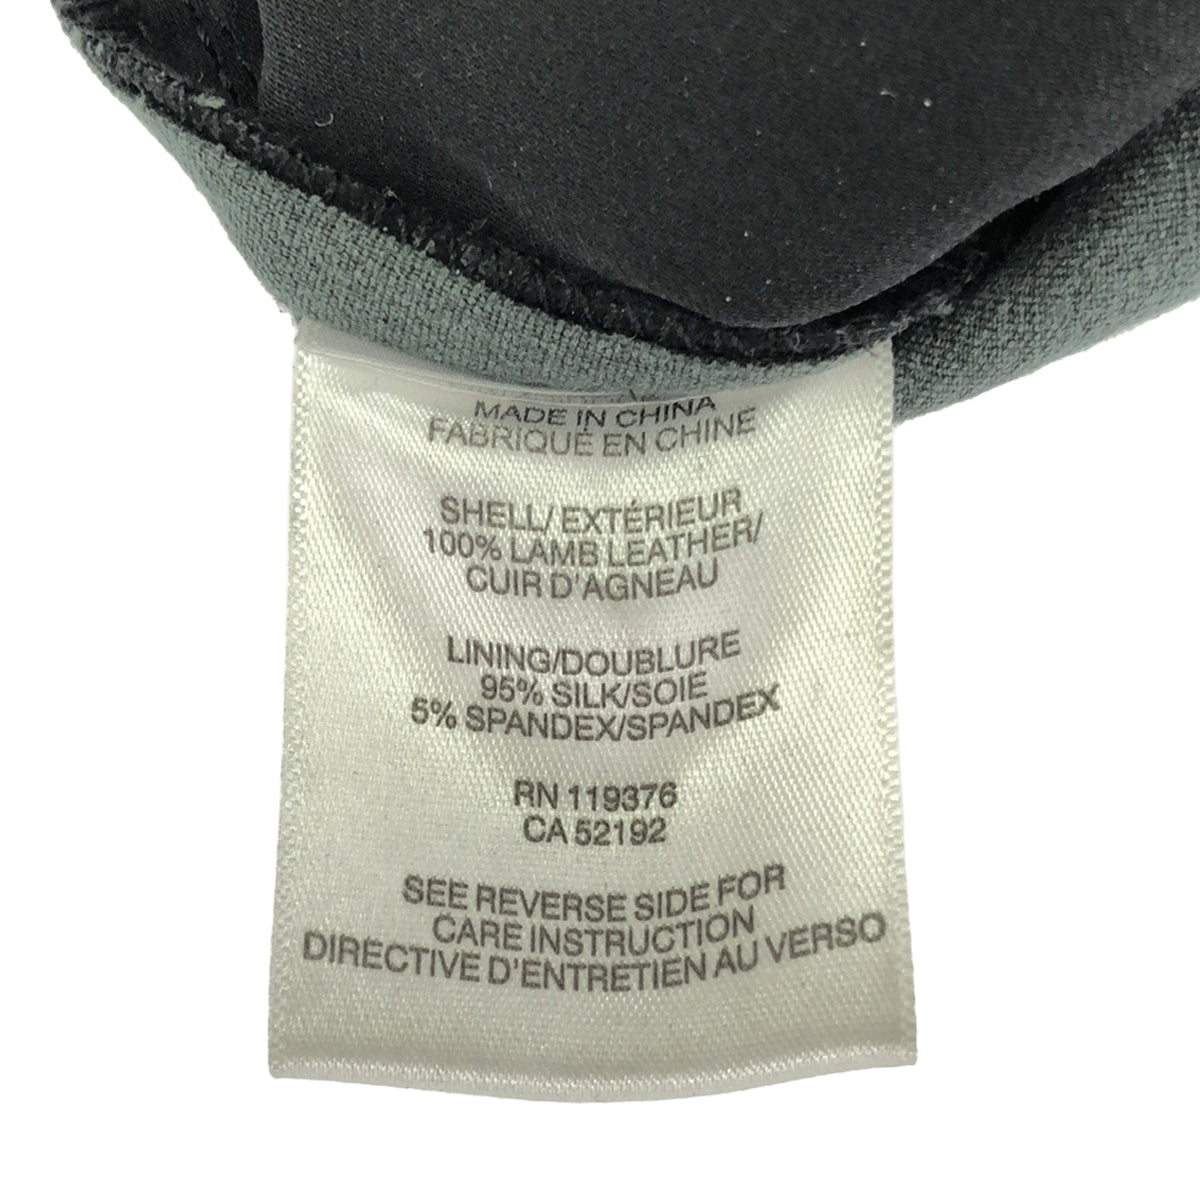 MADE IN CHINA
FABRIQUÉ EN CHINE
SHELL/EXTÉRIEUR
100% LAMB LEATHER/
CUIR D'AGNEAU
LINING/DOUBLURE
95% SILK/SOIE
5% SPANDEX/SPANDEX
RN 119376
CA 52192
SEE REVERSE SIDE FOR
CARE INSTRUCTION
DIRECTIVE D'ENTRETIEN AU VERSO